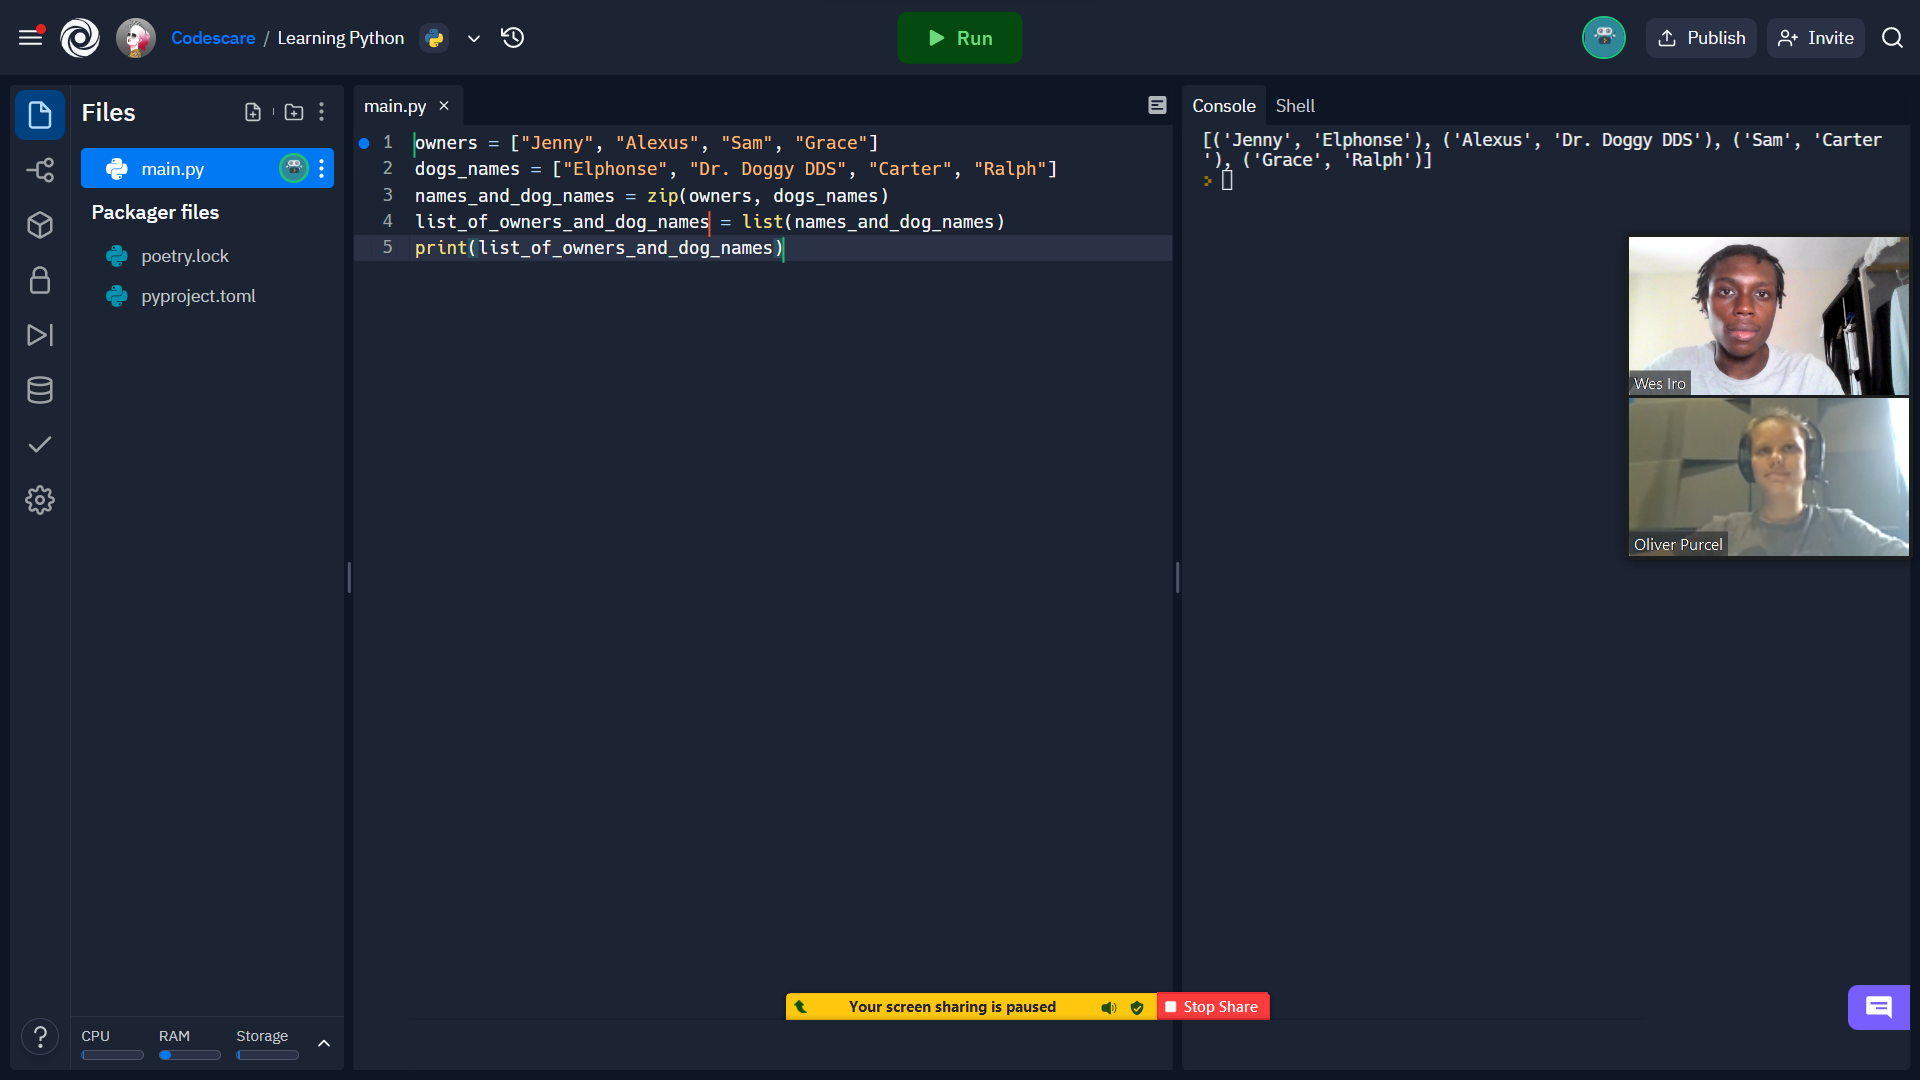 Codescare / Learning Python
Run
Publish
Invite
Files
main.py
Packager files
poetry.lock
pyproject.toml
CPU
RAM
Storage
?
main.py ×
1 owners = ["Jenny", "Alexus", "Sam", "Grace"]
2 dogs_names = ["Elphonse", "Dr. Doggy DDS", "Carter", "Ralph"]
3 names_and_dog_names = zip(owners, dogs_names)
4 list_of_owners_and_dog_names = list(names_and_dog_names)
5 print(list_of_owners_and_dog_names)
Console Shell
[('Jenny', 'Elphonse'), ('Alexus', 'Dr. Doggy DDS'), ('Sam', 'Carter
'), ('Grace', 'Ralph')]
Wes Iro
Oliver Purcel
Your screen sharing is paused
Stop Share